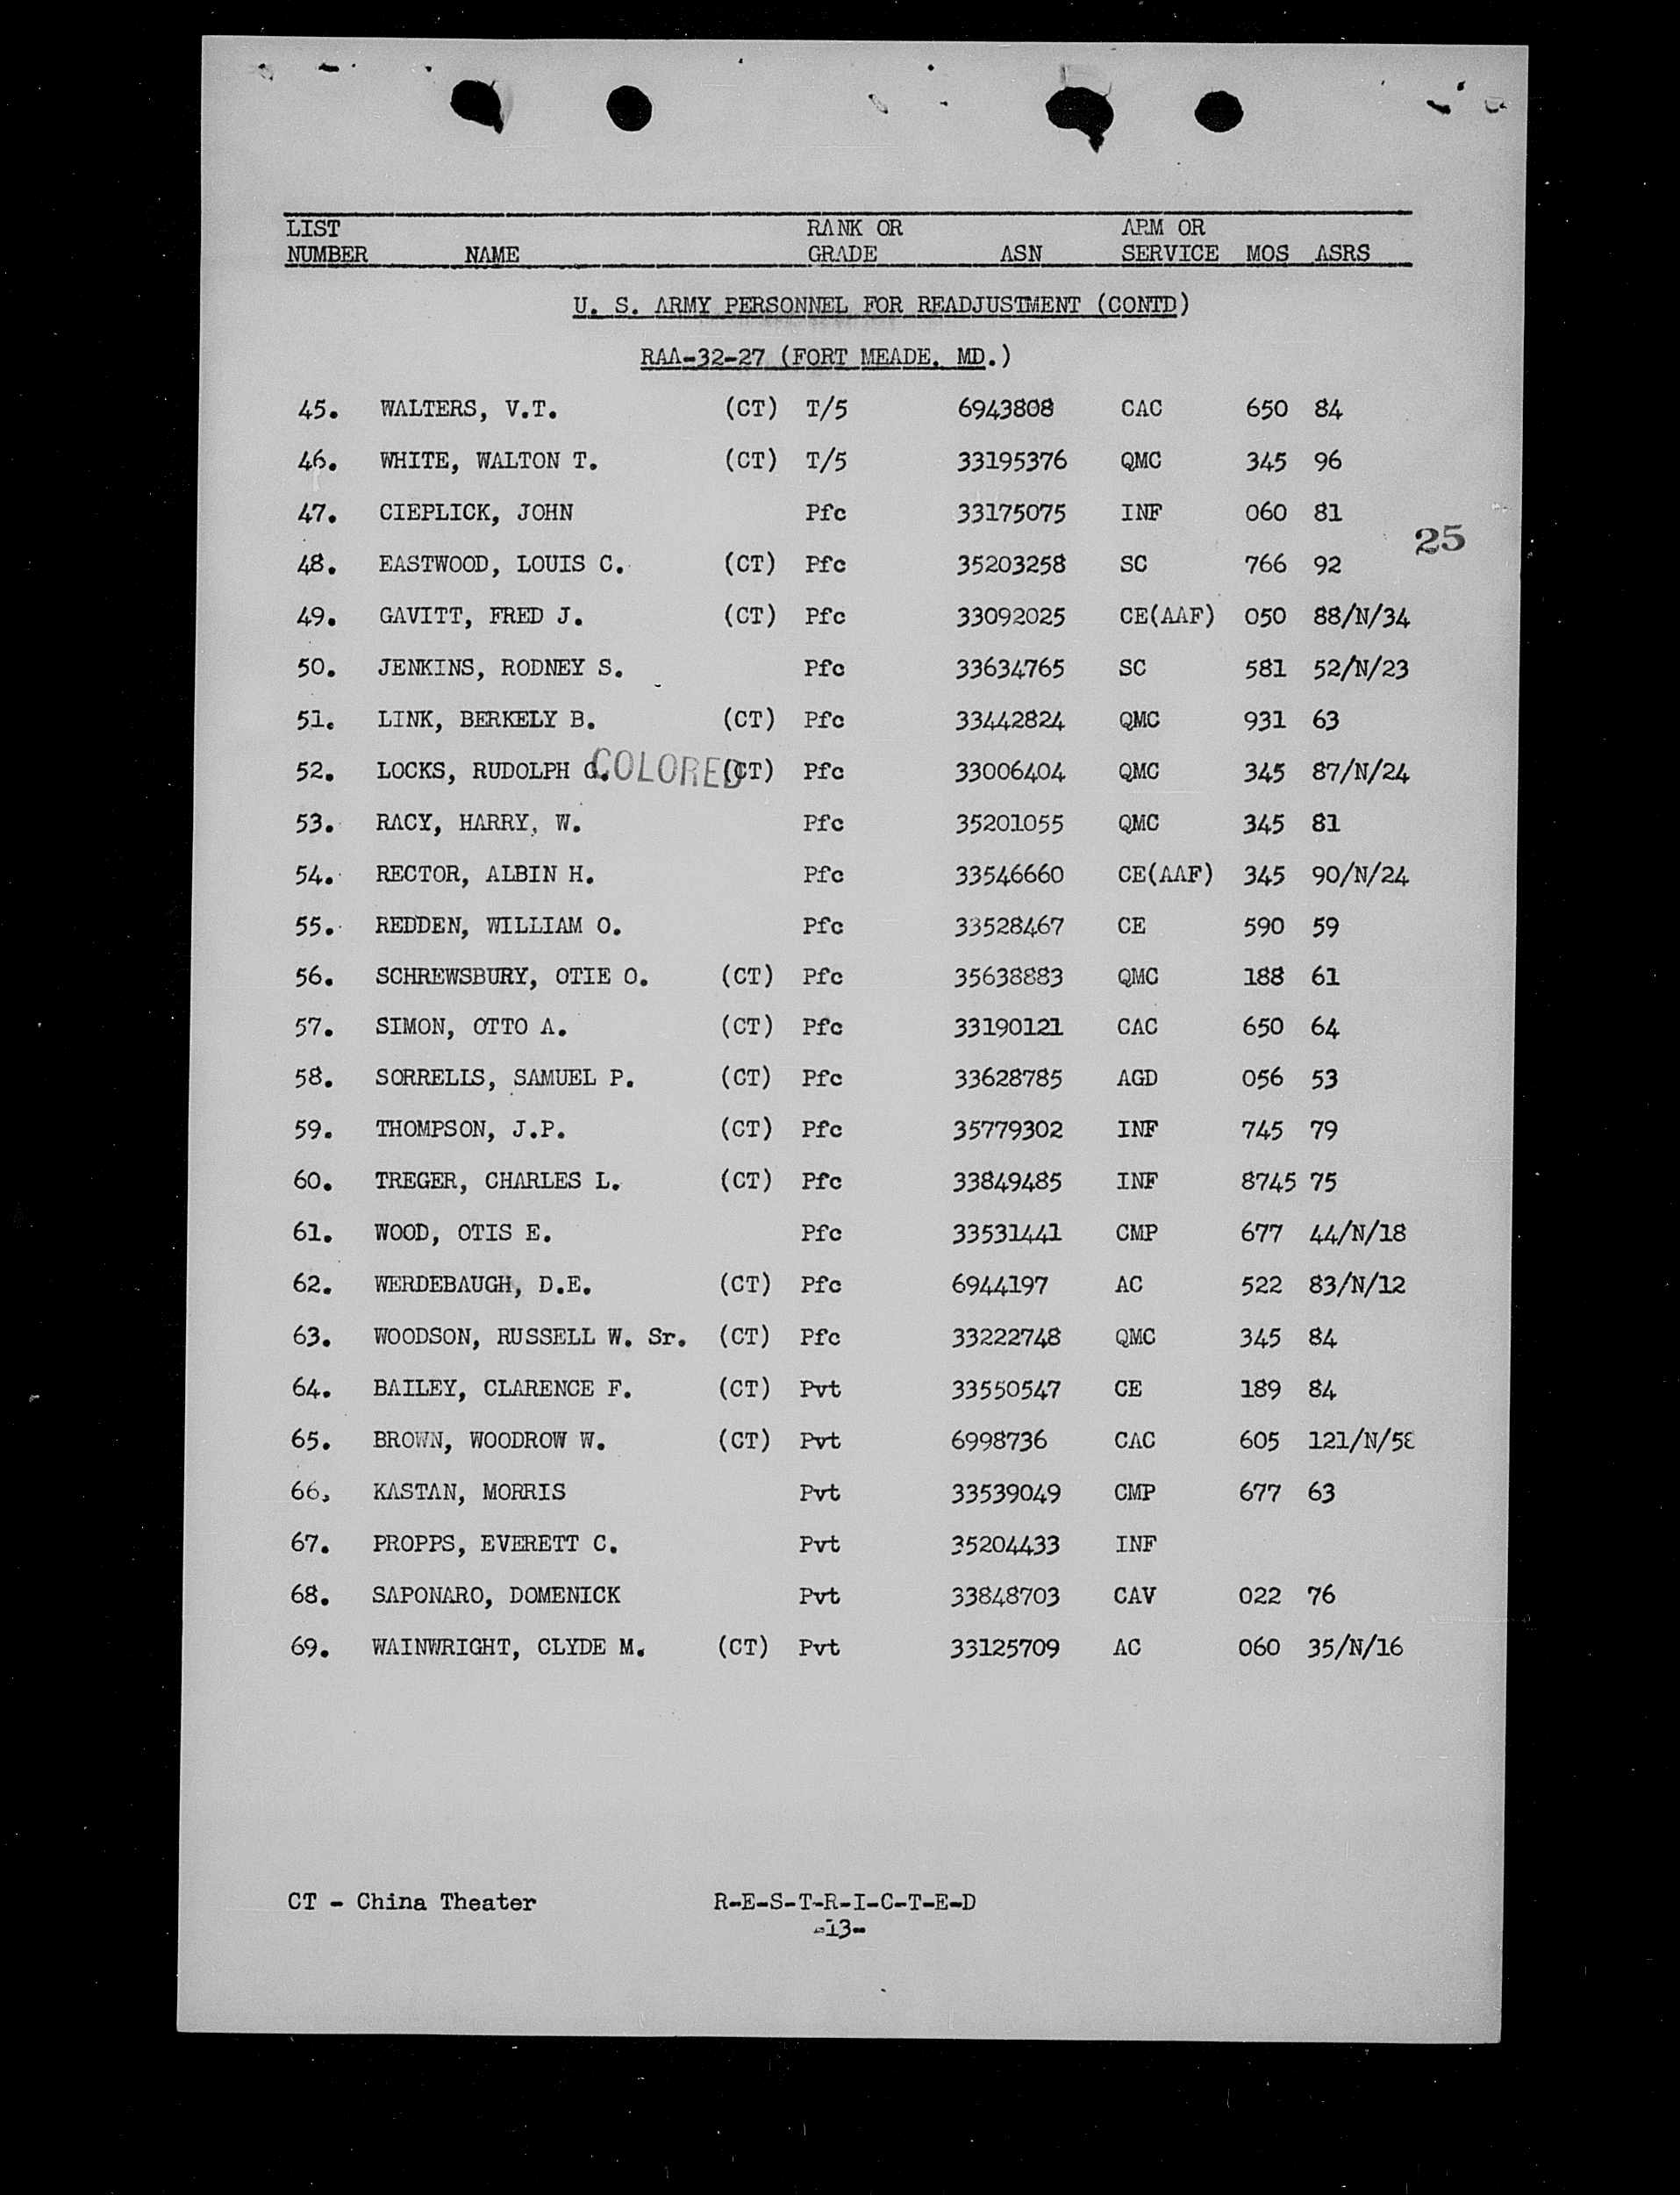 LIST RANK OR ARM OR
NUMBER NAME GRADE ASN SERVICE MOS ASRS
U. S. ARMY PERSONNEL FOR READJUSTMENT (CONTD)
RAA-32-27 (FORT MEADE, MD.)
45. WALTERS, V.T. (CT) T/5 6943808 CAC 650 84
46. WHITE, WALTON T. (CT) T/5 33195376 QMC 345 96
47. CIEPLICK, JOHN Pfc 33175075 INF 060 81
25
48. EASTWOOD, LOUIS C. (CT) Pfc 35203258 SC 766 92
49. GAVITT, FRED J. (CT) Pfc 33092025 CE(AAF) 050 88/N/34
50. JENKINS, RODNEY S. Pfc 33634765 SC 581 52/N/23
51. LINK, BERKELY B. (CT) Pfc 33442824 QMC 931 63
52. LOCKS, RUDOLPH COLORED (CT) Pfc 33006404 QMC 345 87/N/24
53. RACY, HARRY, W. Pfc 35201055 QMC 345 81
54. RECTOR, ALBIN H. Pfc 33546660 CE(AAF) 345 90/N/24
55. REDDEN, WILLIAM O. Pfc 33528467 CE 590 59
56. SCHREWSBURY, OTIE O. (CT) Pfc 35638883 QMC 188 61
57. SIMON, OTTO A. (CT) Pfc 33190121 CAC 650 64
58. SORRELLS, SAMUEL P. (CT) Pfc 33628785 AGD 056 53
59. THOMPSON, J.P. (CT) Pfc 35779302 INF 745 79
60. TREGER, CHARLES L. (CT) Pfc 33849485 INF 8745 75
61. WOOD, OTIS E. Pfc 33531441 CMP 677 44/N/18
62. WERDEBAUGH, D.E. (CT) Pfc 6944197 AC 522 83/N/12
63. WOODSON, RUSSELL W. Sr. (CT) Pfc 33222748 QMC 345 84
64. BAILEY, CLARENCE F. (CT) Pvt 33550547 CE 189 84
65. BROWN, WOODROW W. (CT) Pvt 6998736 CAC 605 121/N/58
66. KASTAN, MORRIS Pvt 33539049 CMP 677 63
67. PROPPS, EVERETT C. Pvt 35204433 INF
68. SAPONARO, DOMENICK Pvt 33848703 CAV 022 76
69. WAINWRIGHT, CLYDE M. (CT) Pvt 33125709 AC 060 35/N/16
CT - China Theater R-E-S-T-R-I-C-T-E-D
-13-